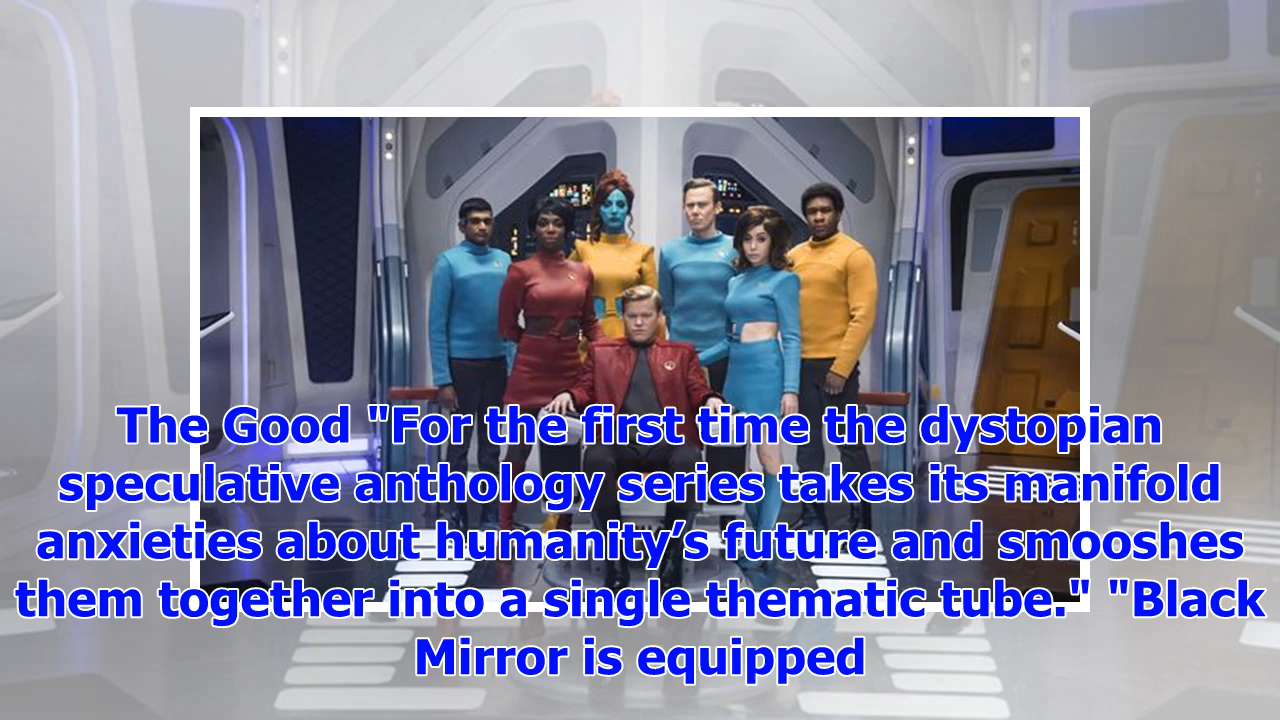 The Good "For the first time the dystopian
speculative anthology series takes its manifold
anxieties about humanity’s future and smooshes
them together into a single thematic tube." "Black
Mirror is equipped